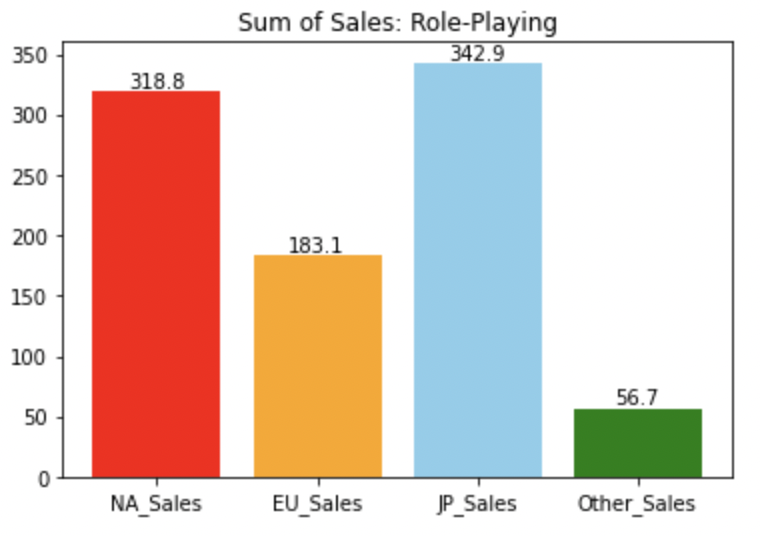 Sum of Sales: Role-Playing
350
300
250
200
150
100
50
0
318.8
183.1
342.9
56.7
NA_Sales
EU_Sales
JP_Sales
Other_Sales